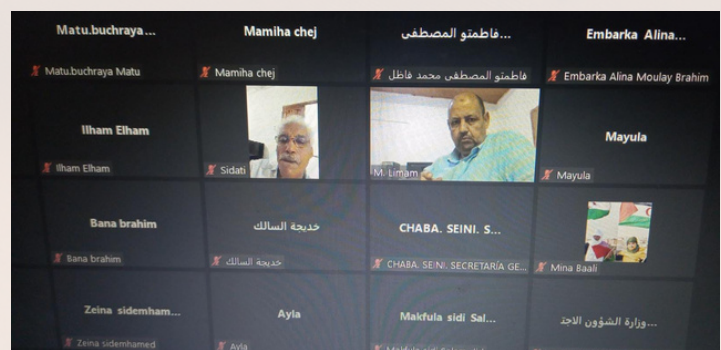 Matu.buchraya...
Mamiha chej
فاطمتو المصطفى...
Embarka Alina...
Matu.buchraya Matu
Mamiha chej
فاطمتو المصطفى محمد فاظل
Embarka Alina Moulay Brahim
Ilham Elham
Mayula
Ilham Elham
Sidati
M. Limam
Mayula
Bana brahim
خديجة السالك
CHABA. SEINI. S...
Bana brahim
خديجة السالك
CHABA. SEINI. SECRETARÍA GE...
Mina Baali
Zeina sidemham...
Ayla
Makfula sidi Sal...
وزارة الشؤون الاجتـ...
Zeina sidemhamed
Ayla